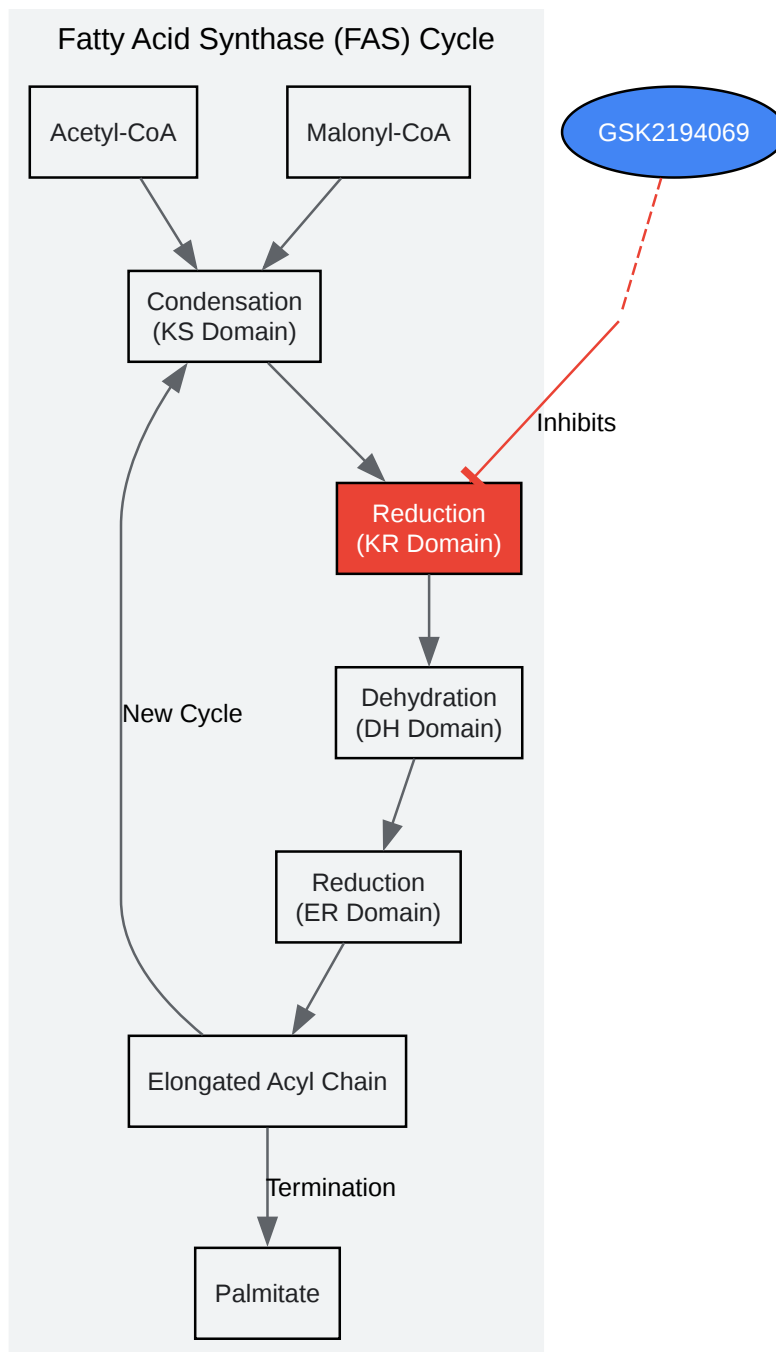 Fatty Acid Synthase (FAS) Cycle
Acetyl-CoA
Malonyl-CoA
GSK2194069
Condensation
(KS Domain)
Inhibits
Reduction
(KR Domain)
Dehydration
(DH Domain)
New Cycle
Reduction
(ER Domain)
Elongated Acyl Chain
Termination
Palmitate